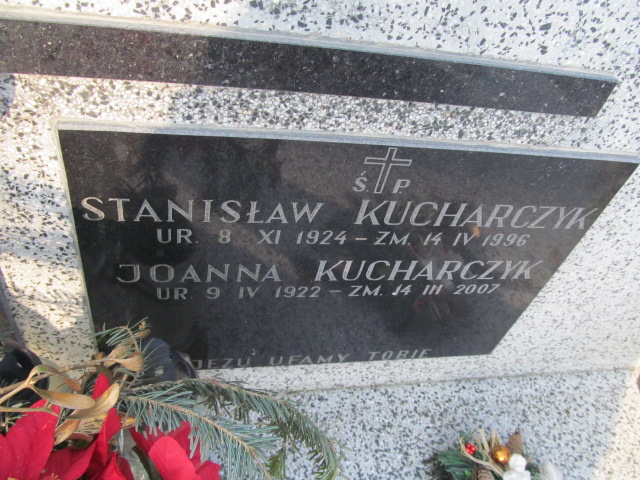 Ś. P
STANISŁAW KUCHARCZYK
UR. 8 XI 1924 - ZM. 14 IV 1996
JOANNA KUCHARCZYK
UR. 9 IV 1922 - ZM. 14 III 2007
JEZU UFAMY TOBIE